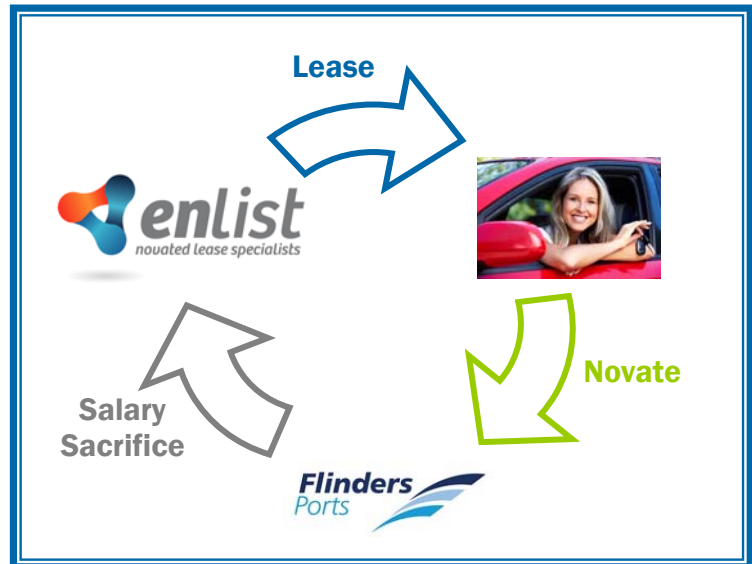 Lease
enlist
novated lease specialists
Novate
Salary
Sacrifice
Flinders
Ports